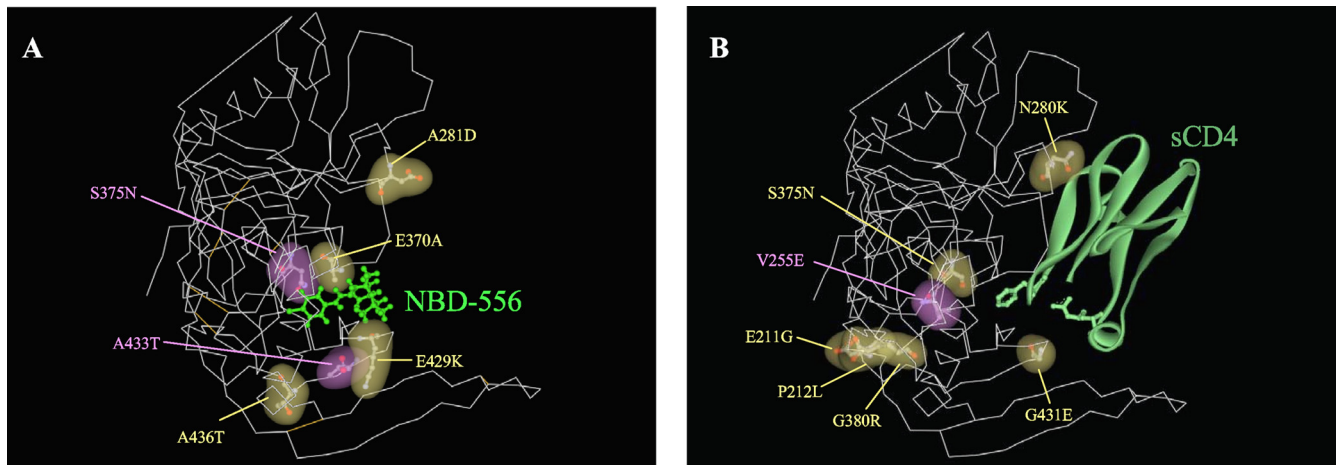 A
A281D
S375N
E370A
NBD-556
A433T
E429K
A436T
B
N280K
sCD4
S375N
V255E
E211G
P212L
G380R
G431E